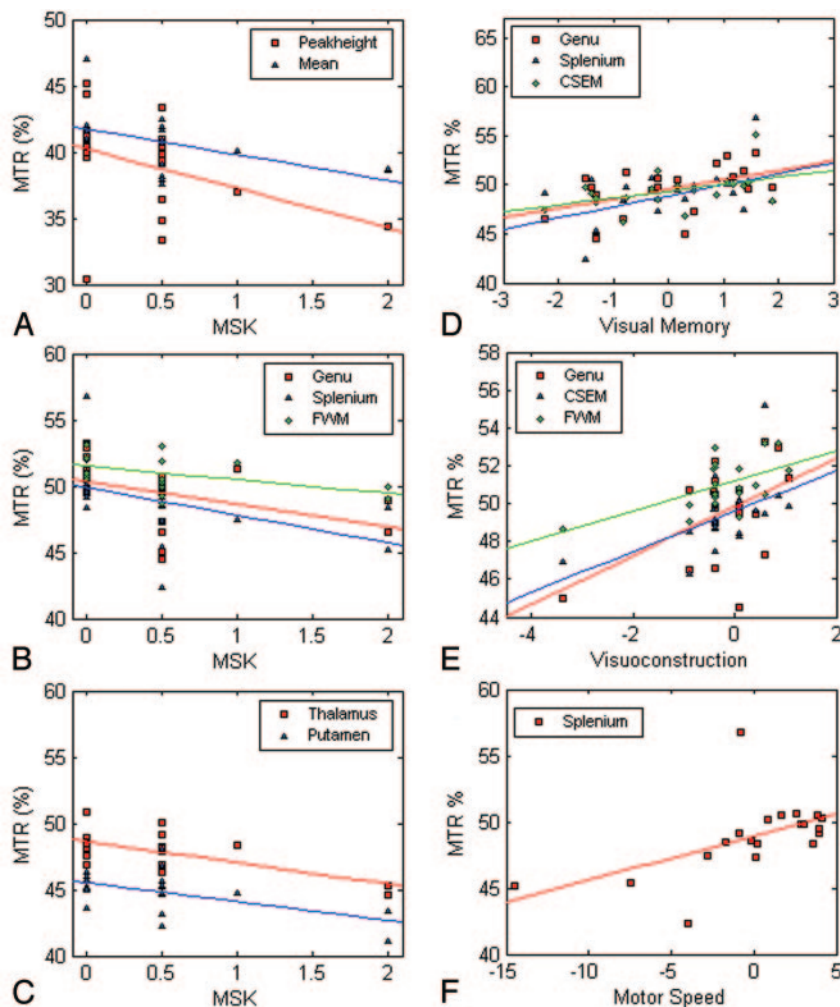 50
45
40
35
30
MTR (%)
Peakheight
Mean
0
0.5
1
1.5
2
A
MSK
65
60
55
50
45
40
MTR %
Genu
Splenium
CSEM
-3
-2
-1
0
1
2
3
D
Visual Memory
60
55
50
45
40
MTR (%)
Genu
Splenium
FWM
0
0.5
1
1.5
2
B
MSK
58
56
54
52
50
48
46
44
MTR %
Genu
CSEM
FWM
-4
-2
0
2
E
Visuoconstruction
60
55
50
45
40
MTR (%)
Thalamus
Putamen
0
0.5
1
1.5
2
C
MSK
60
55
50
45
40
MTR %
Splenium
-15
-10
-5
0
5
F
Motor Speed